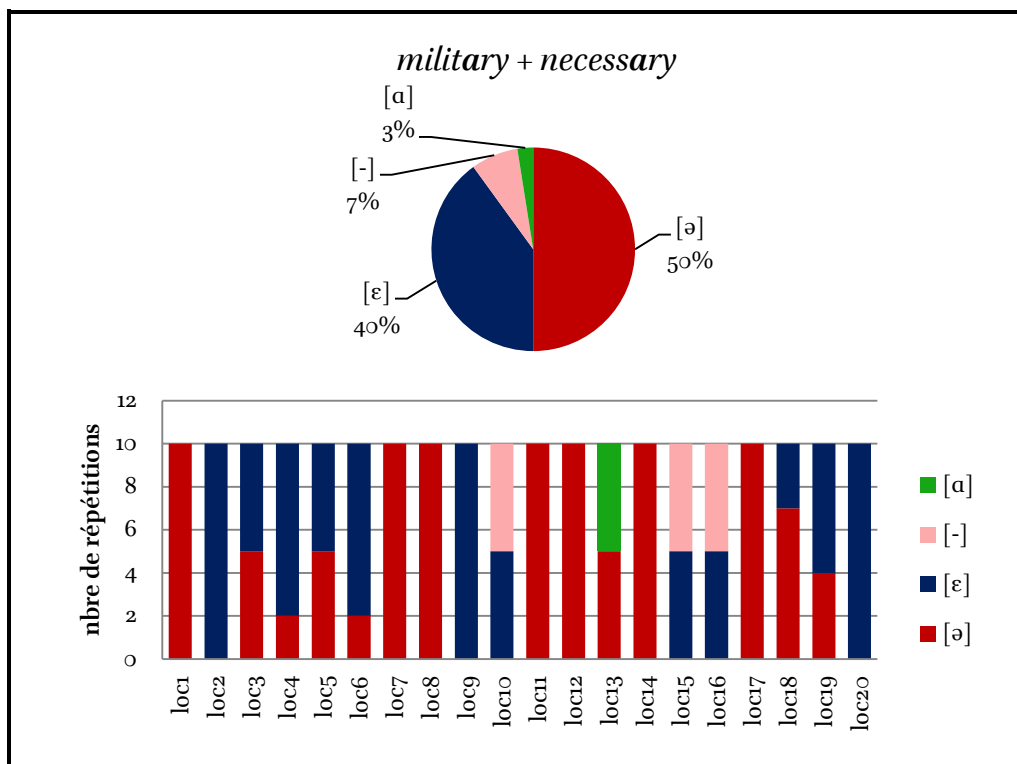 military + necessary
[ɑ]
3%
[-]
7%
[ə]
50%
[ɛ]
40%
nbre de répétitions
12
10
8
6
4
2
0
loc1
loc2
loc3
loc4
loc5
loc6
loc7
loc8
loc9
loc10
loc11
loc12
loc13
loc14
loc15
loc16
loc17
loc18
loc19
loc20
[ɑ]
[-]
[ɛ]
[ə]